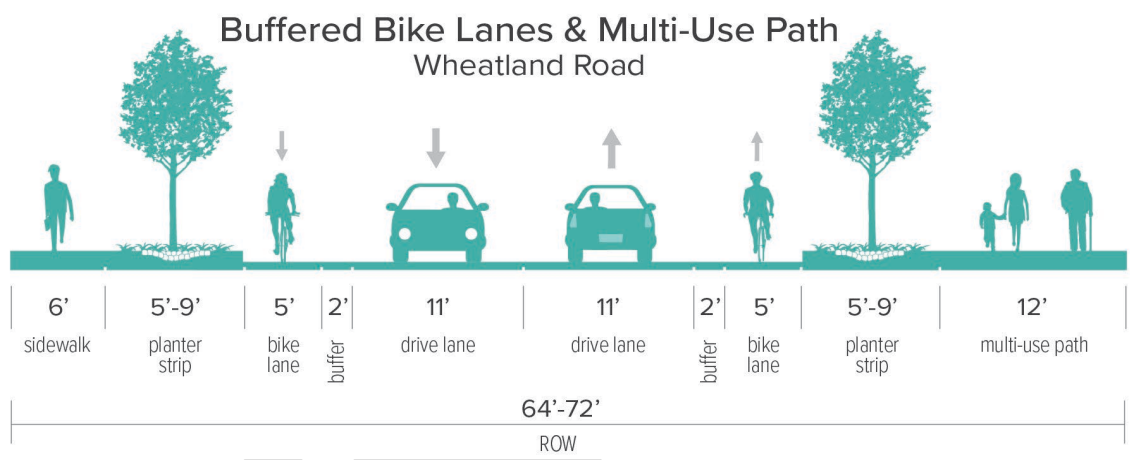 Buffered Bike Lanes & Multi-Use Path
Wheatland Road
6’ 5’-9’ 5’ 2’ 11’ 11’ 2’ 5’ 5’-9’ 12’
sidewalk planter strip bike lane buffer drive lane drive lane buffer bike lane planter strip multi-use path
64’-72’
ROW